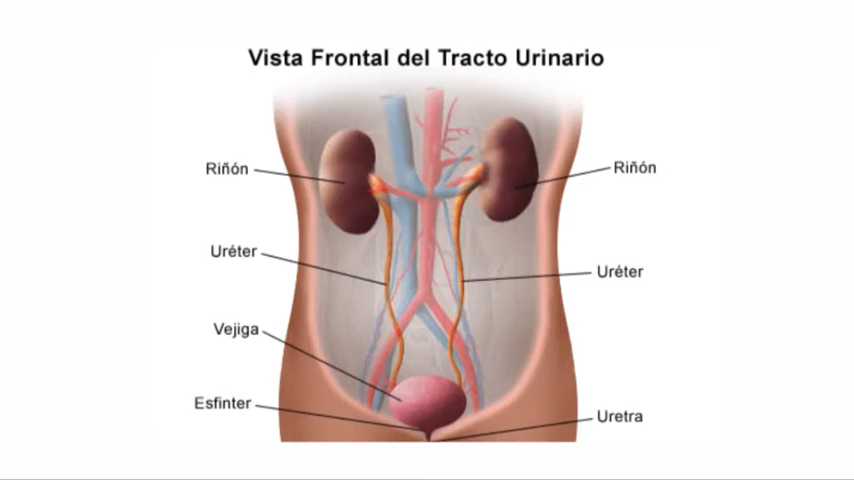 Vista Frontal del Tracto Urinario
Riñón
Riñón
Uréter
Uréter
Vejiga
Esfinter
Uretra